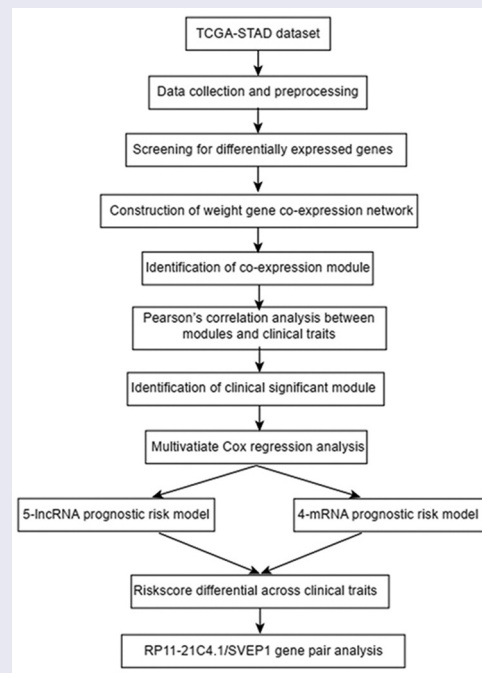 TCGA-STAD dataset
Data collection and preprocessing
Screening for differentially expressed genes
Construction of weight gene co-expression network
Identification of co-expression module
Pearson's correlation analysis between
modules and clinical traits
Identification of clinical significant module
Multivatiate Cox regression analysis
5-lncRNA prognostic risk model
4-mRNA prognostic risk model
Riskscore differential across clinical traits
RP11-21C4.1/SVEP1 gene pair analysis